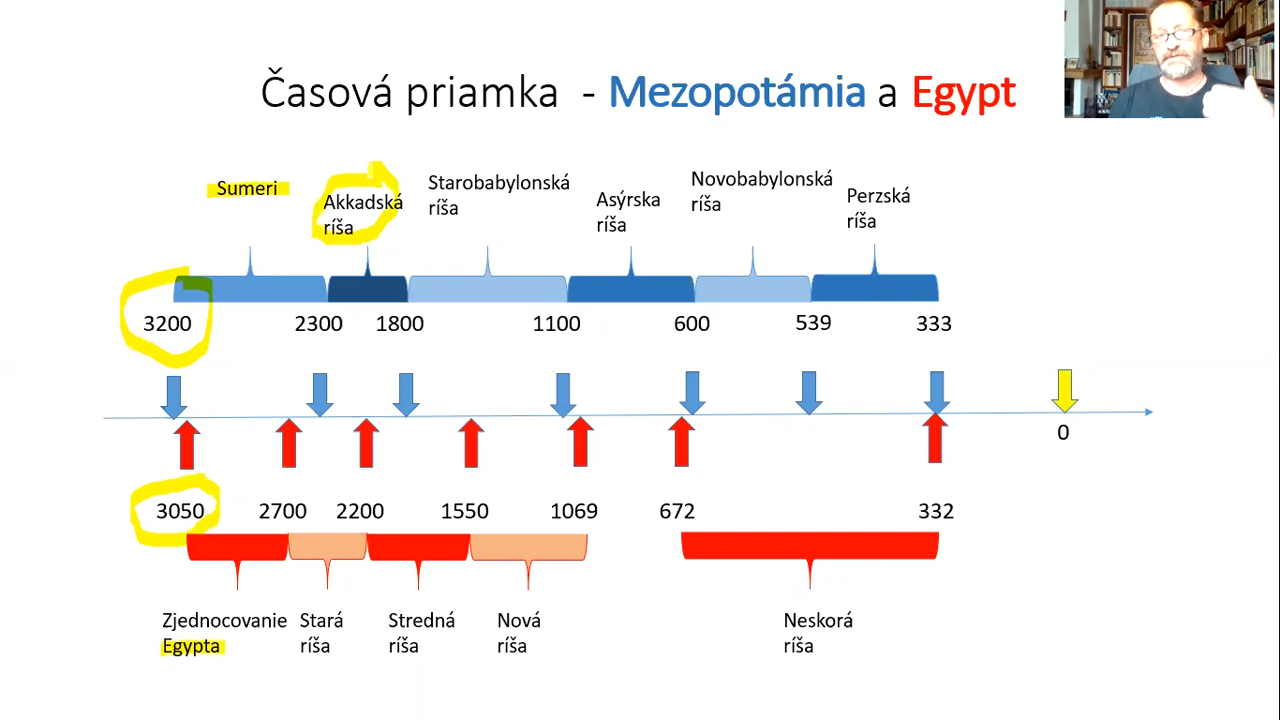 Časová priamka - Mezopotámia a Egypt
Sumeri
Akkadská
ríša
Starobabylonská
ríša
Asýrska
ríša
Novobabylonská
ríša
Perzská
ríša
3200 2300 1800 1100 600 539 333
0
3050 2700 2200 1550 1069 672 332
Zjednocovanie
Egypta
Stará
ríša
Stredná
ríša
Nová
ríša
Neskorá
ríša